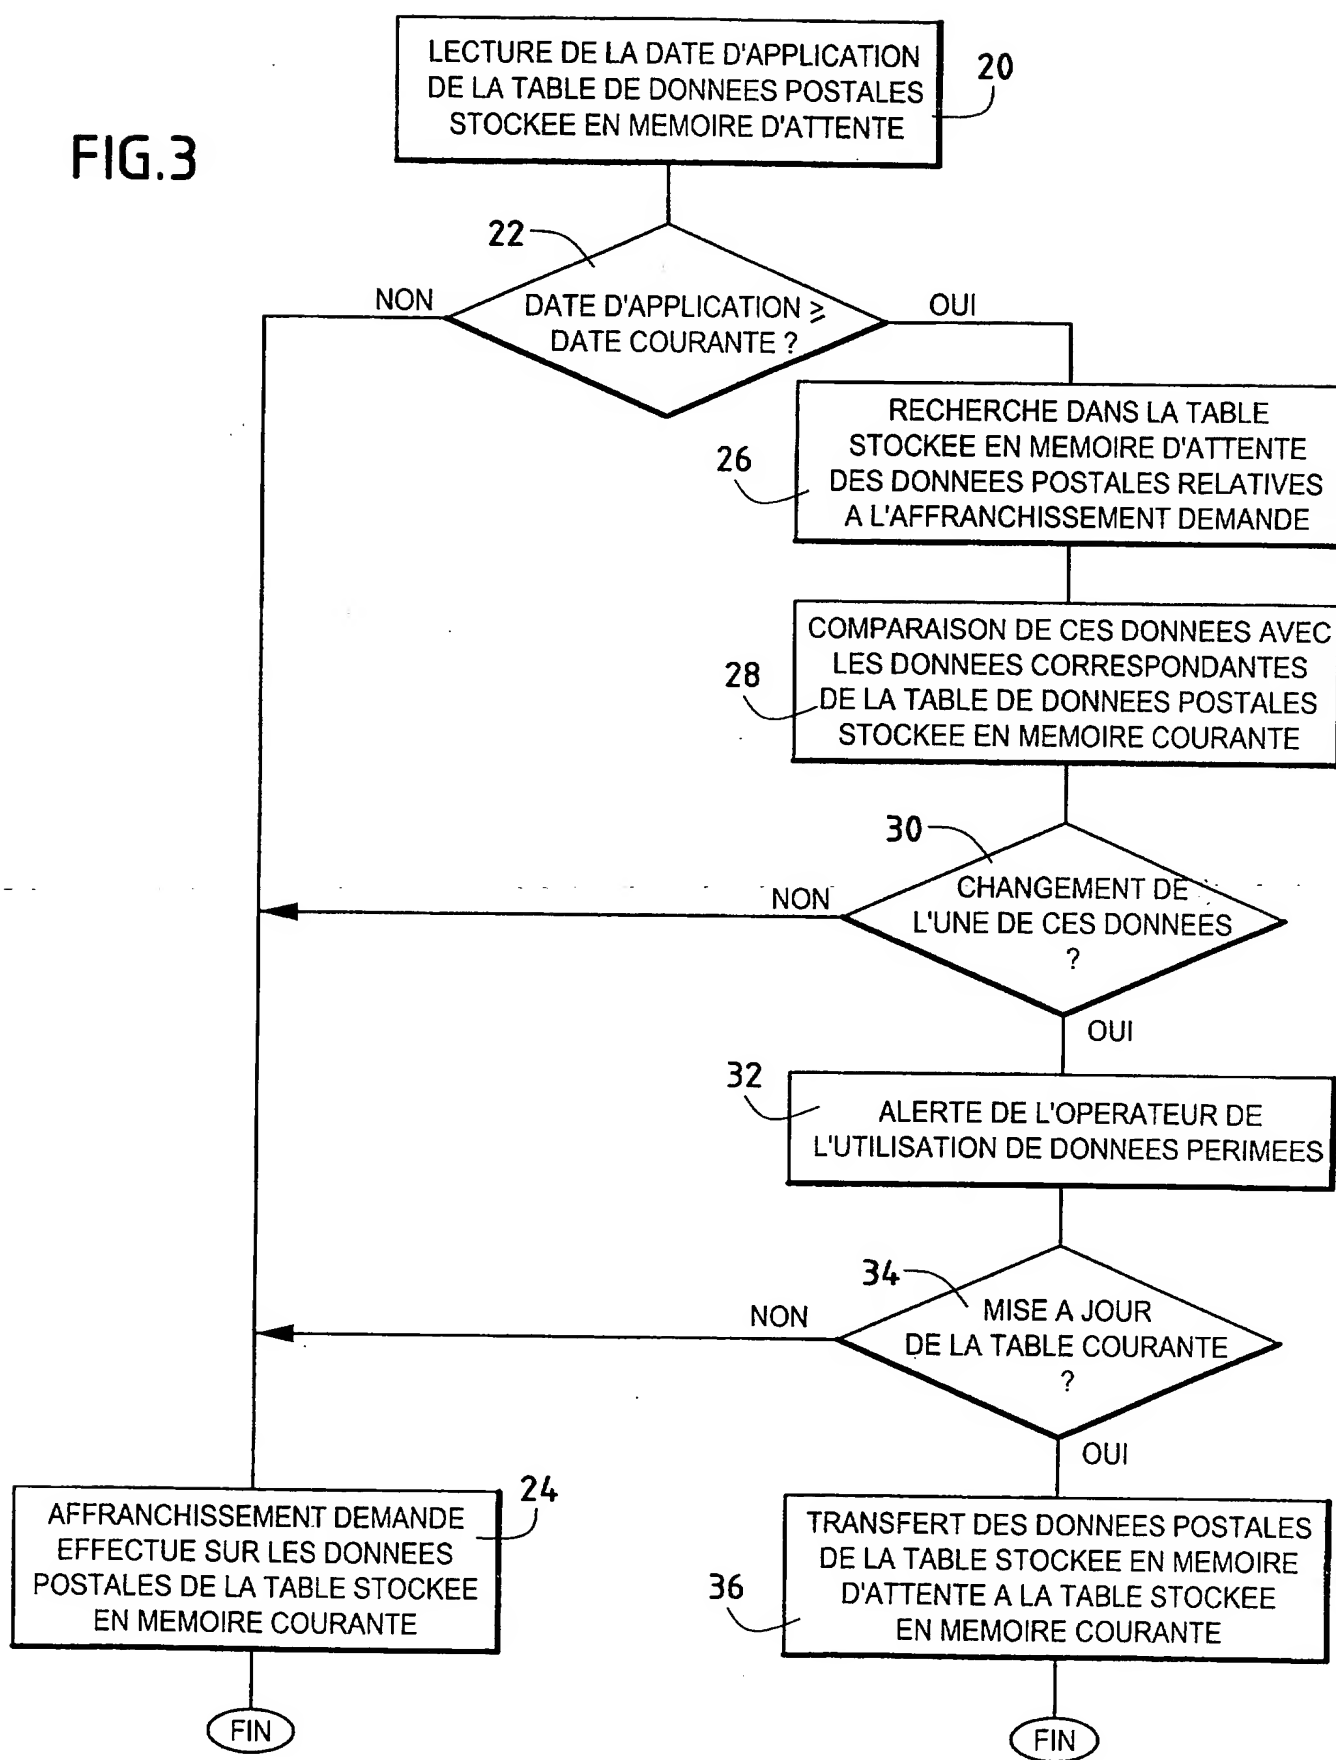 LECTURE DE LA DATE D'APPLICATION
DE LA TABLE DE DONNEES POSTALES
STOCKEE EN MEMOIRE D'ATTENTE
20
FIG.3
22
NON
DATE D'APPLICATION ≥
DATE COURANTE ?
OUI
RECHERCHE DANS LA TABLE
STOCKEE EN MEMOIRE D'ATTENTE
DES DONNEES POSTALES RELATIVES
A L'AFFRANCHISSEMENT DEMANDE
26
COMPARAISON DE CES DONNEES AVEC
LES DONNEES CORRESPONDANTES
DE LA TABLE DE DONNEES POSTALES
STOCKEE EN MEMOIRE COURANTE
28
30
NON
CHANGEMENT DE
L'UNE DE CES DONNEES
?
OUI
32
ALERTE DE L'OPERATEUR DE
L'UTILISATION DE DONNEES PERIMEES
34
NON
MISE A JOUR
DE LA TABLE COURANTE
?
OUI
24
AFFRANCHISSEMENT DEMANDE
EFFECTUE SUR LES DONNEES
POSTALES DE LA TABLE STOCKEE
EN MEMOIRE COURANTE
36
TRANSFERT DES DONNEES POSTALES
DE LA TABLE STOCKEE EN MEMOIRE
D'ATTENTE A LA TABLE STOCKEE
EN MEMOIRE COURANTE
FIN
FIN